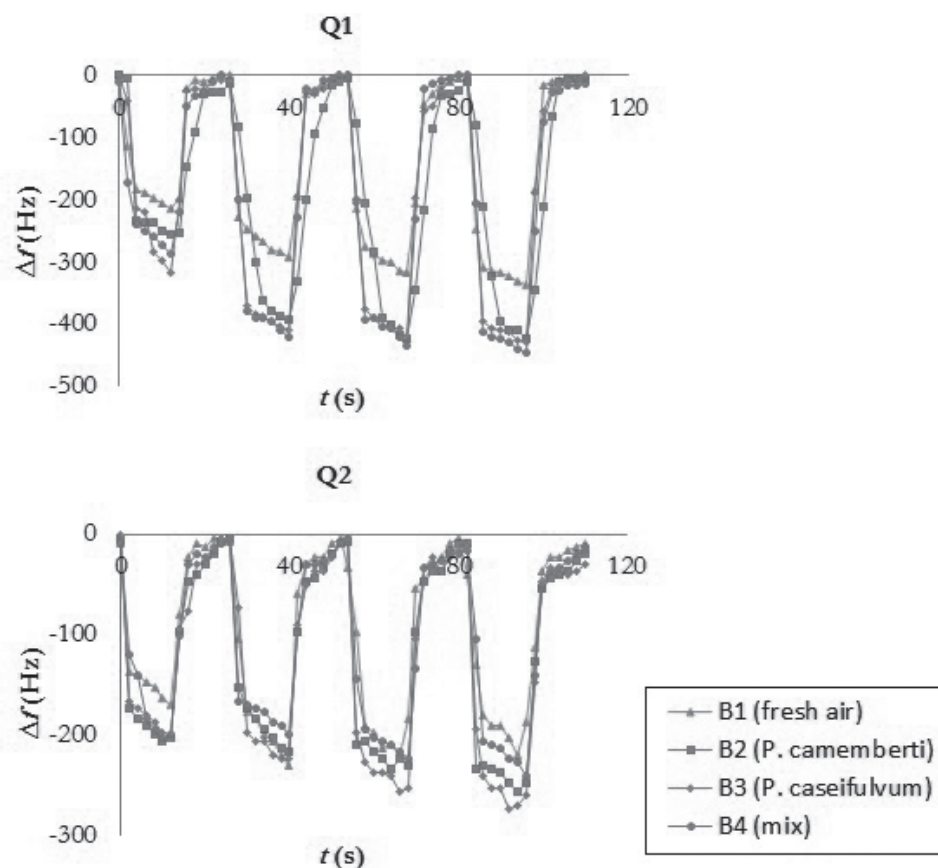 Q1
0
0 40 80 120
-100
-200
-300
-400
-500
Δf (Hz)
t (s)
Q2
0
0 40 80 120
-100
-200
-300
Δf (Hz)
t (s)
B1 (fresh air)
B2 (P. camemberti)
B3 (P. caseifulvum)
B4 (mix)